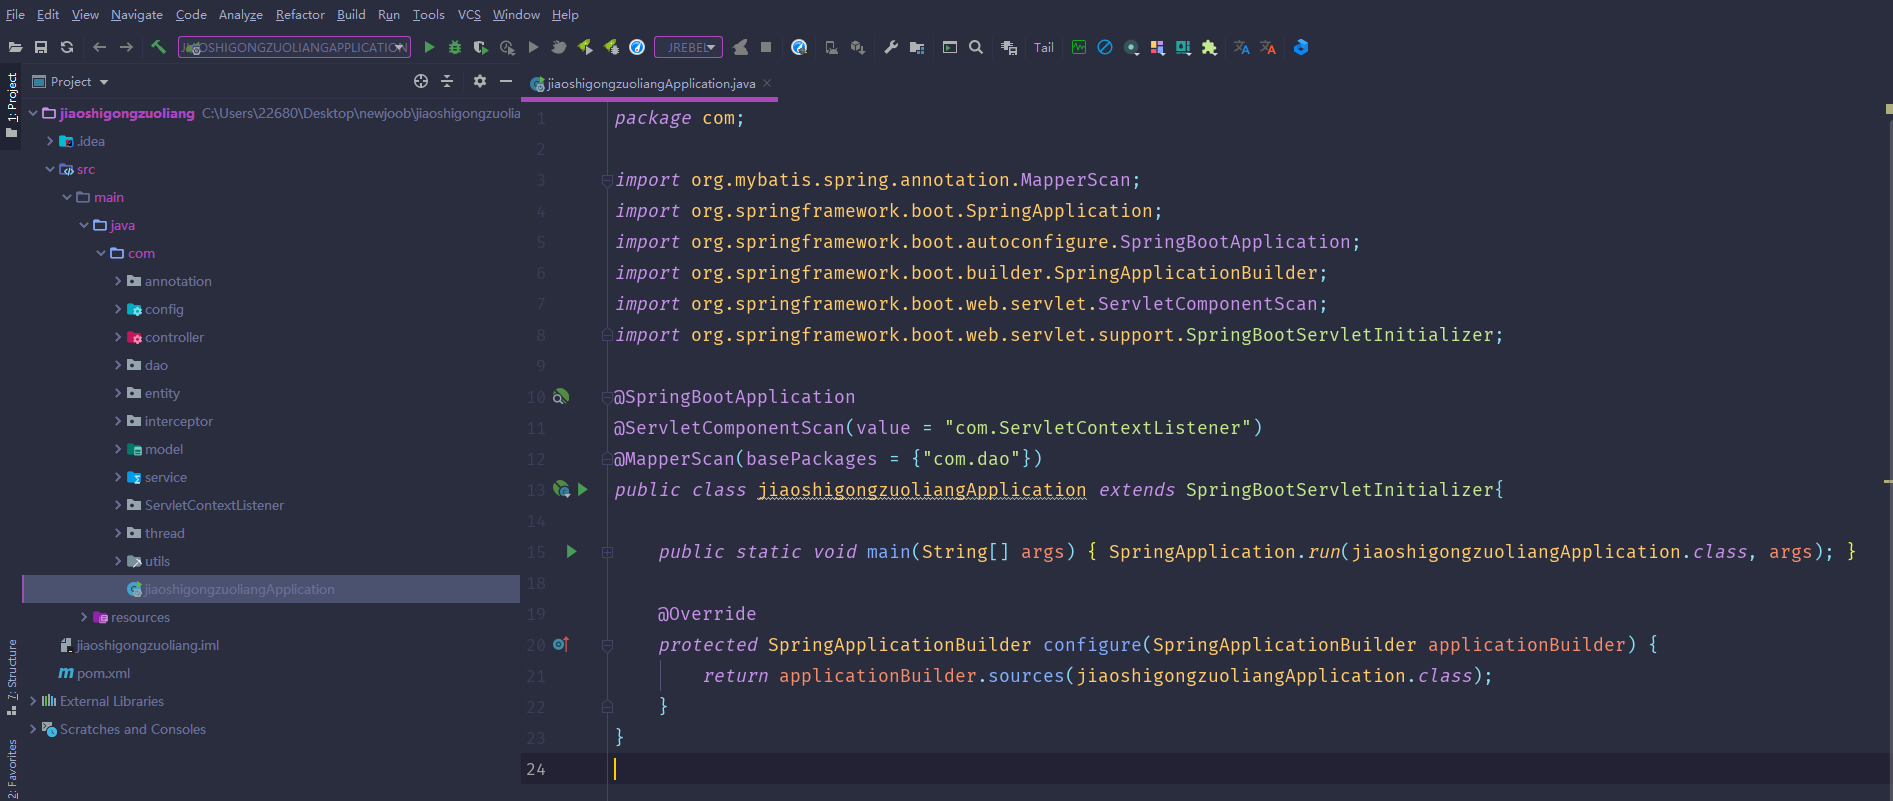 File Edit View Navigate Code Analyze Refactor Build Run Tools VCS Window Help
JIAOSHIGONGZUOLIANGAPPLICATION JREBEL Tail
1: Project
7: Structure
2: Favorites
Project
jiaoshigongzuoliang C:\Users\22680\Desktop\newjoob\jiaoshigongzuolia
.idea
src
main
java
com
annotation
config
controller
dao
entity
interceptor
model
service
ServletContextListener
thread
utils
jiaoshigongzuoliangApplication
resources
jiaoshigongzuoliang.iml
pom.xml
External Libraries
Scratches and Consoles
jiaoshigongzuoliangApplication.java
1 package com;
2
3 import org.mybatis.spring.annotation.MapperScan;
4 import org.springframework.boot.SpringApplication;
5 import org.springframework.boot.autoconfigure.SpringBootApplication;
6 import org.springframework.boot.builder.SpringApplicationBuilder;
7 import org.springframework.boot.web.servlet.ServletComponentScan;
8 import org.springframework.boot.web.servlet.support.SpringBootServletInitializer;
9
10 @SpringBootApplication
11 @ServletComponentScan(value = "com.ServletContextListener")
12 @MapperScan(basePackages = {"com.dao"})
13 public class jiaoshigongzuoliangApplication extends SpringBootServletInitializer{
14
15 public static void main(String[] args) { SpringApplication.run(jiaoshigongzuoliangApplication.class, args); }
18
19 @Override
20 protected SpringApplicationBuilder configure(SpringApplicationBuilder applicationBuilder) {
21 return applicationBuilder.sources(jiaoshigongzuoliangApplication.class);
22 }
23 }
24